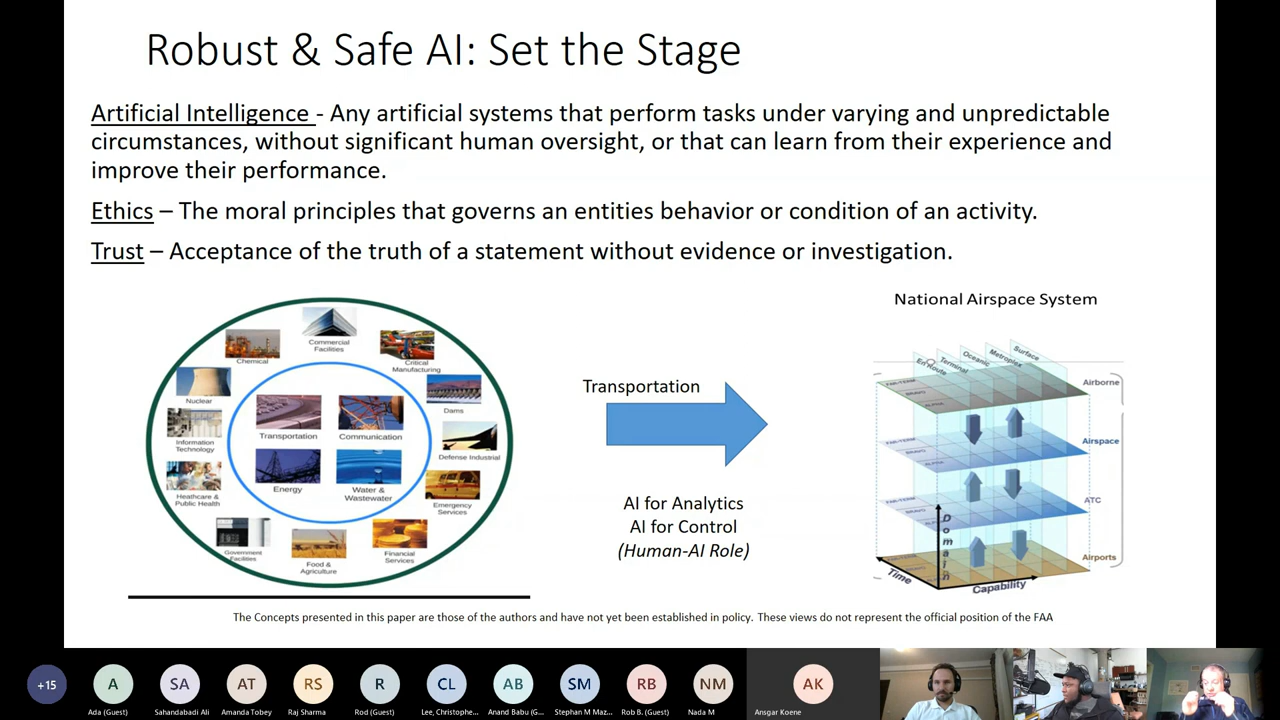 Robust & Safe AI: Set the Stage
Artificial Intelligence - Any artificial systems that perform tasks under varying and unpredictable
circumstances, without significant human oversight, or that can learn from their experience and
improve their performance.
Ethics – The moral principles that governs an entities behavior or condition of an activity.
Trust – Acceptance of the truth of a statement without evidence or investigation.
Commercial
Facilities
Chemical
Critical
Manufacturing
Nuclear
Dams
Transportation
Communication
Information
Technology
Defense Industrial
Heathcare &
Public Health
Energy
Water &
Wastewater
Emergency
Services
Government
Facilities
Food &
Agriculture
Financial
Services
Transportation
AI for Analytics
AI for Control
(Human-AI Role)
National Airspace System
En Route
Terminal
Oceanic
Metroplex
Surface
Airborne
Airspace
ATC
Airports
Domain
Time
Capability
The Concepts presented in this paper are those of the authors and have not yet been established in policy. These views do not represent the official position of the FAA
+15
A
SA
AT
RS
R
CL
AB
SM
RB
NM
AK
Ada (Guest)
Sahandabadi Ali
Amanda Tobey
Raj Sharma
Rod (Guest)
Lee, Christophe...
Anand Babu (G...
Stephan M Maz...
Rob B. (Guest)
Nada M
Ansgar Koene